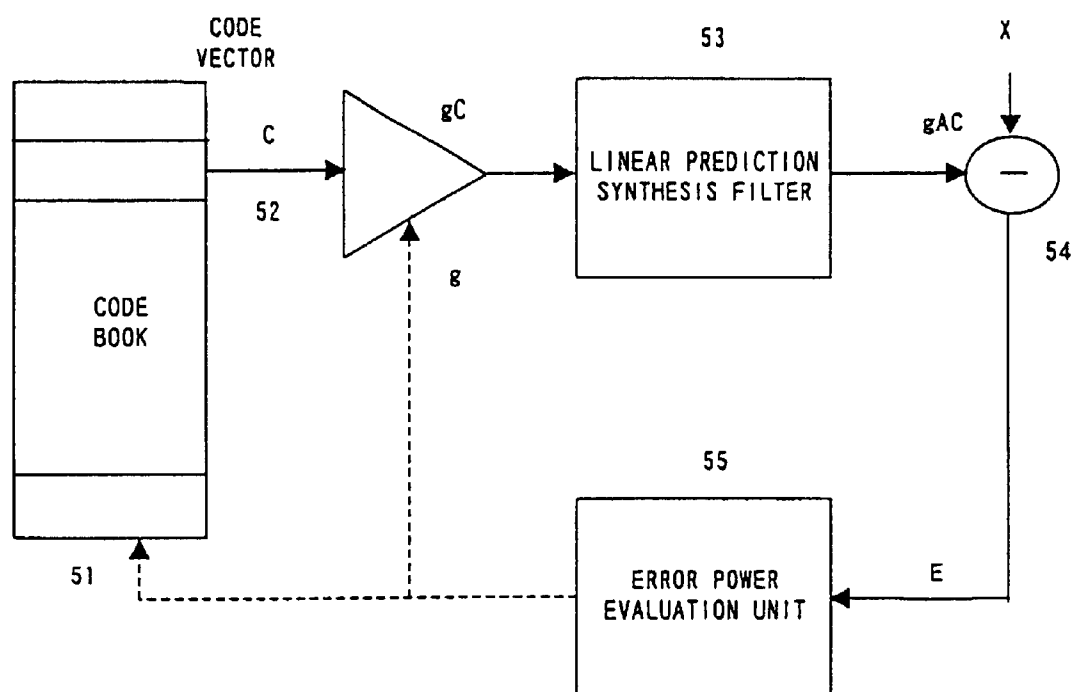 CODE
VECTOR
53
X
gC
gAC
C
LINEAR PREDICTION
SYNTHESIS FILTER
—
52
54
g
CODE
BOOK
55
51
ERROR POWER
EVALUATION UNIT
E